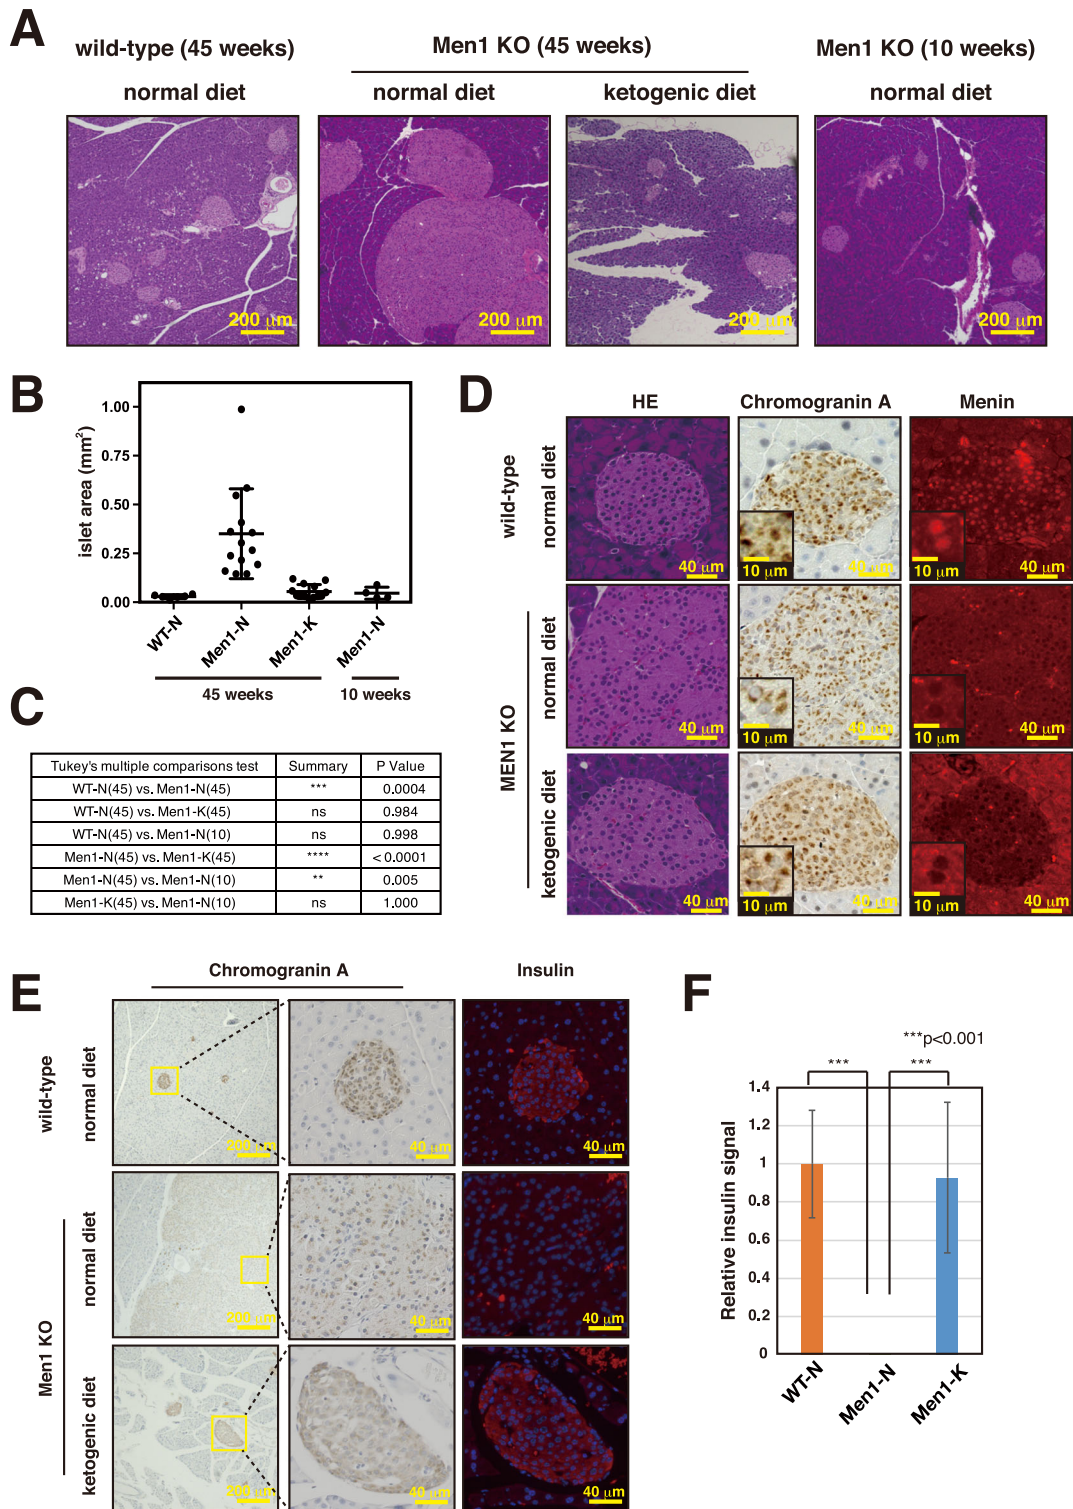 A
wild-type (45 weeks)
Men1 KO (45 weeks)
Men1 KO (10 weeks)
normal diet
normal diet
ketogenic diet
normal diet
200 μm
200 μm
200 μm
200 μm
B
islet area (mm²)
1.00
0.75
0.50
0.25
0.00
WT-N
Men1-N
Men1-K
Men1-N
45 weeks
10 weeks
C
Tukey's multiple comparisons test Summary P Value
WT-N(45) vs. Men1-N(45) *** 0.0004
WT-N(45) vs. Men1-K(45) ns 0.984
WT-N(45) vs. Men1-N(10) ns 0.998
Men1-N(45) vs. Men1-K(45) **** <0.0001
Men1-N(45) vs. Men1-N(10) ** 0.005
Men1-K(45) vs. Men1-N(10) ns 1.000
D
HE
Chromogranin A
Menin
wild-type
normal diet
40 μm
10 μm
40 μm
10 μm
40 μm
MEN1 KO
normal diet
40 μm
10 μm
40 μm
10 μm
40 μm
ketogenic diet
40 μm
10 μm
40 μm
10 μm
40 μm
E
Chromogranin A
Insulin
wild-type
normal diet
200 μm
40 μm
40 μm
Men1 KO
normal diet
200 μm
40 μm
40 μm
ketogenic diet
200 μm
40 μm
40 μm
F
***p<0.001
***
***
Relative insulin signal
1.4
1.2
1
0.8
0.6
0.4
0.2
0
WT-N
Men1-N
Men1-K